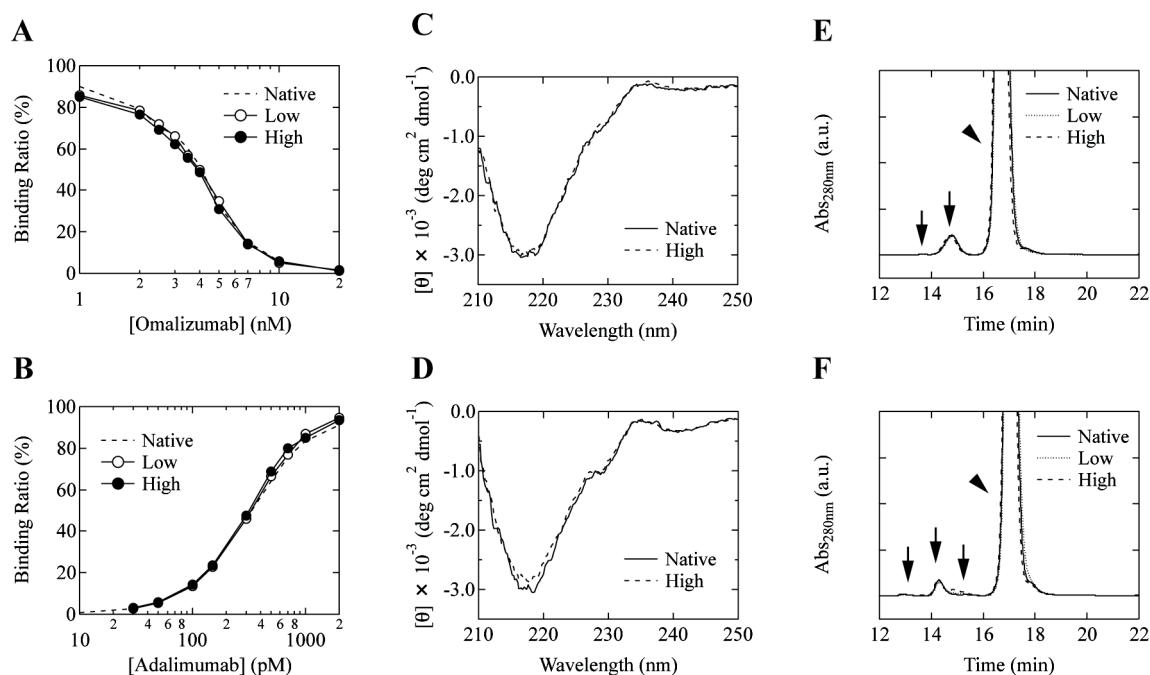 A
100
80
60
40
20
0
Binding Ratio (%)
Native
Low
High
2 3 4 5 6 7 2
1 10
[Omalizumab] (nM)
C
0.0
-1.0
-2.0
-3.0
[θ] × 10⁻³ (deg cm² dmol⁻¹)
Native
High
210 220 230 240 250
Wavelength (nm)
E
Abs280nm (a.u.)
Native
Low
High
12 14 16 18 20 22
Time (min)
B
100
80
60
40
20
0
Binding Ratio (%)
Native
Low
High
2 4 6 8 2 4 6 8 2
10 100 1000
[Adalimumab] (pM)
D
0.0
-1.0
-2.0
-3.0
[θ] × 10⁻³ (deg cm² dmol⁻¹)
Native
High
210 220 230 240 250
Wavelength (nm)
F
Abs280nm (a.u.)
Native
Low
High
12 14 16 18 20 22
Time (min)